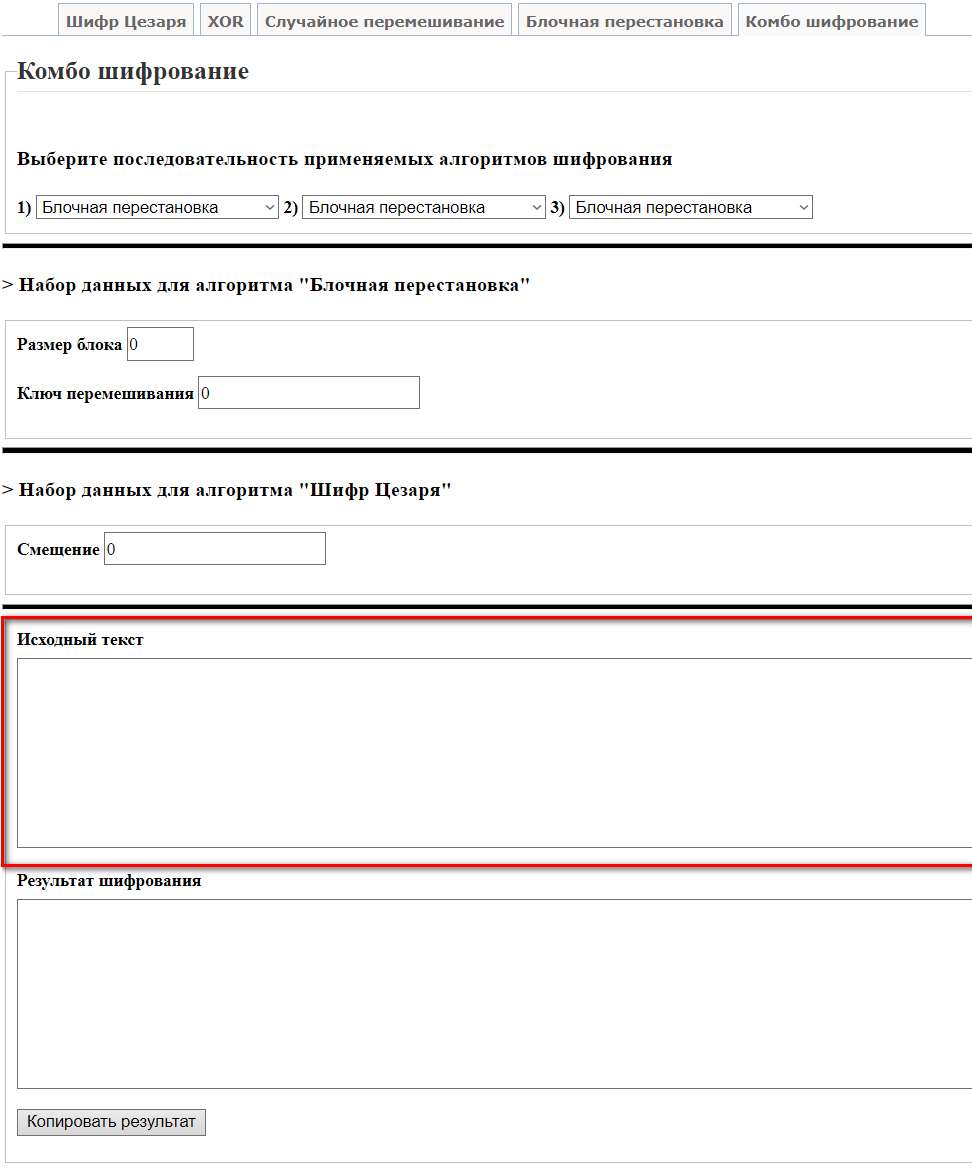 Шифр Цезаря XOR Случайное перемешивание Блочная перестановка Комбо шифрование
Комбо шифрование
Выберите последовательность применяемых алгоритмов шифрования
1) Блочная перестановка 2) Блочная перестановка 3) Блочная перестановка
> Набор данных для алгоритма "Блочная перестановка"
Размер блока 0
Ключ перемешивания 0
> Набор данных для алгоритма "Шифр Цезаря"
Смещение 0
Исходный текст
Результат шифрования
Копировать результат